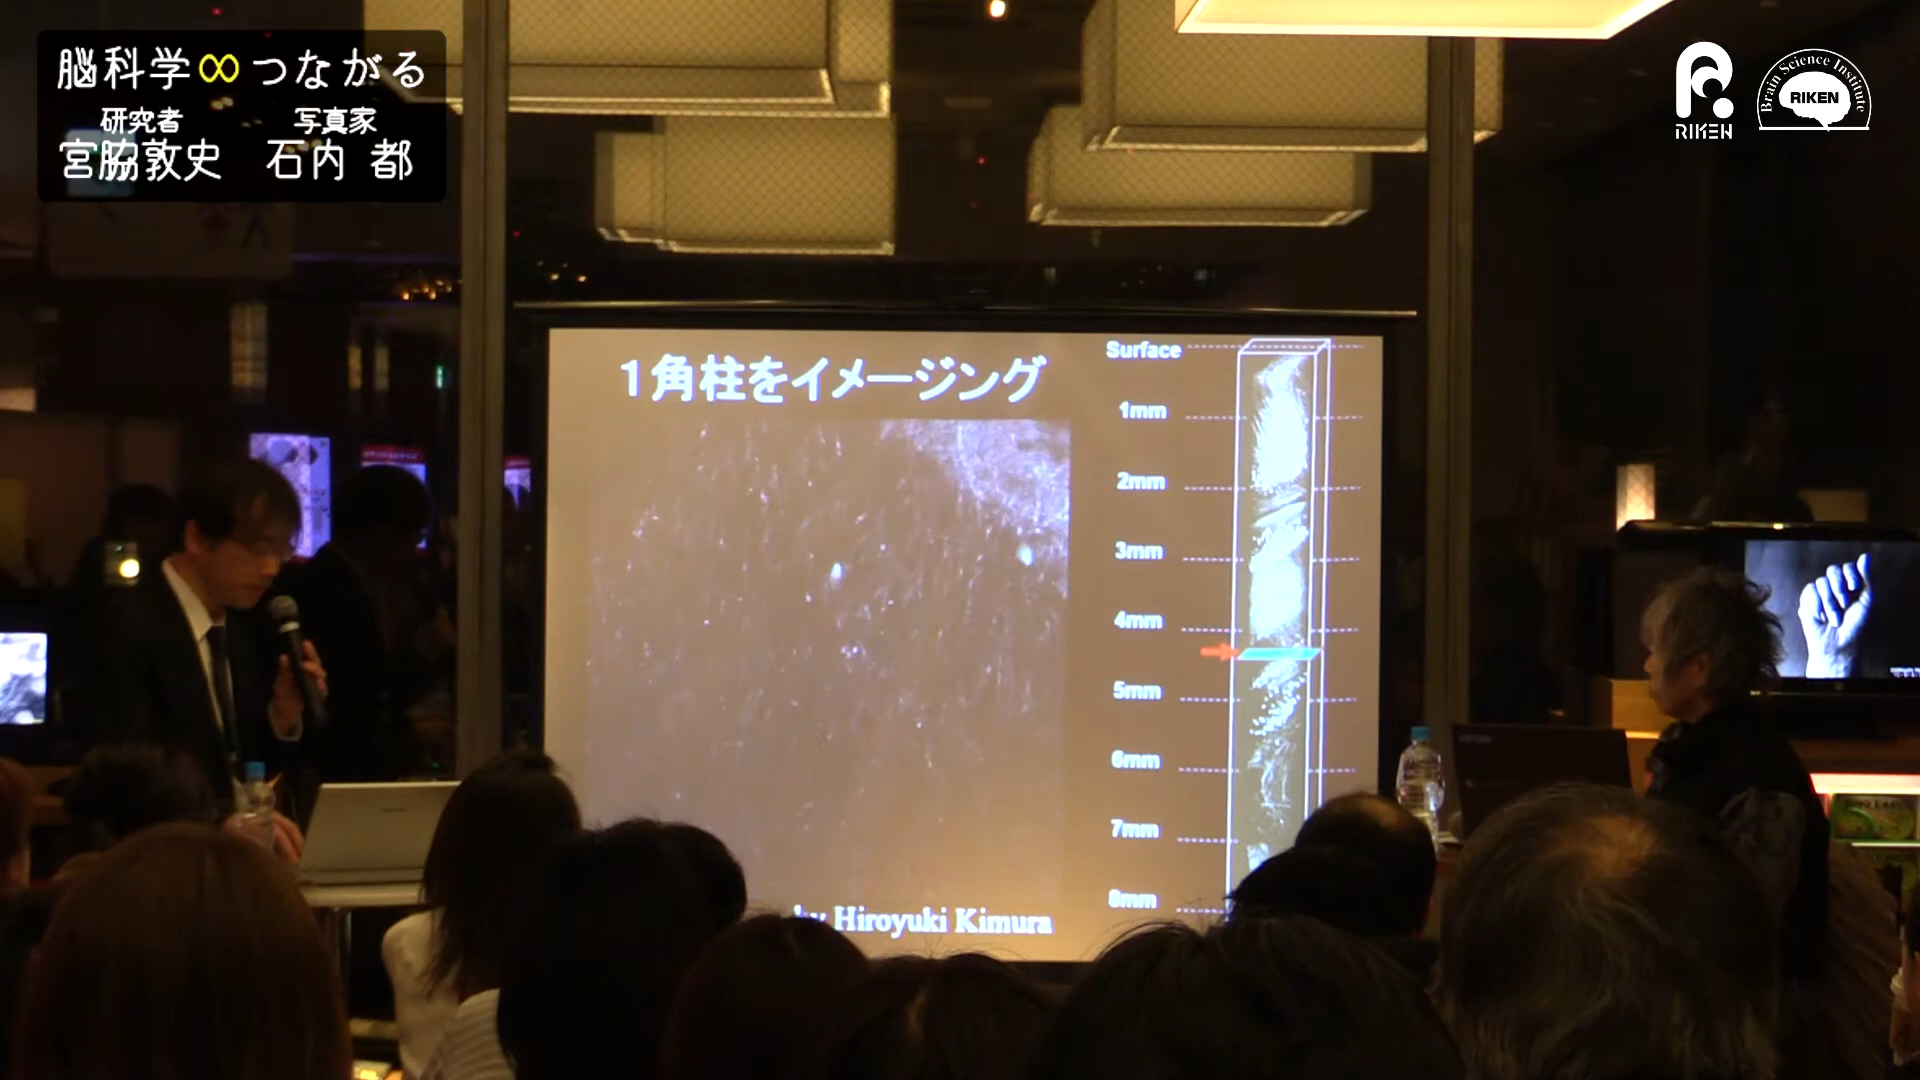 脳科学∞つながる
研究者 写真家
宮脇敦史 石内 都
RIKEN
Brain Science Institute
RIKEN
1角柱をイメージング
Surface
1mm
2mm
3mm
4mm
5mm
6mm
7mm
8mm
by Hiroyuki Kimura